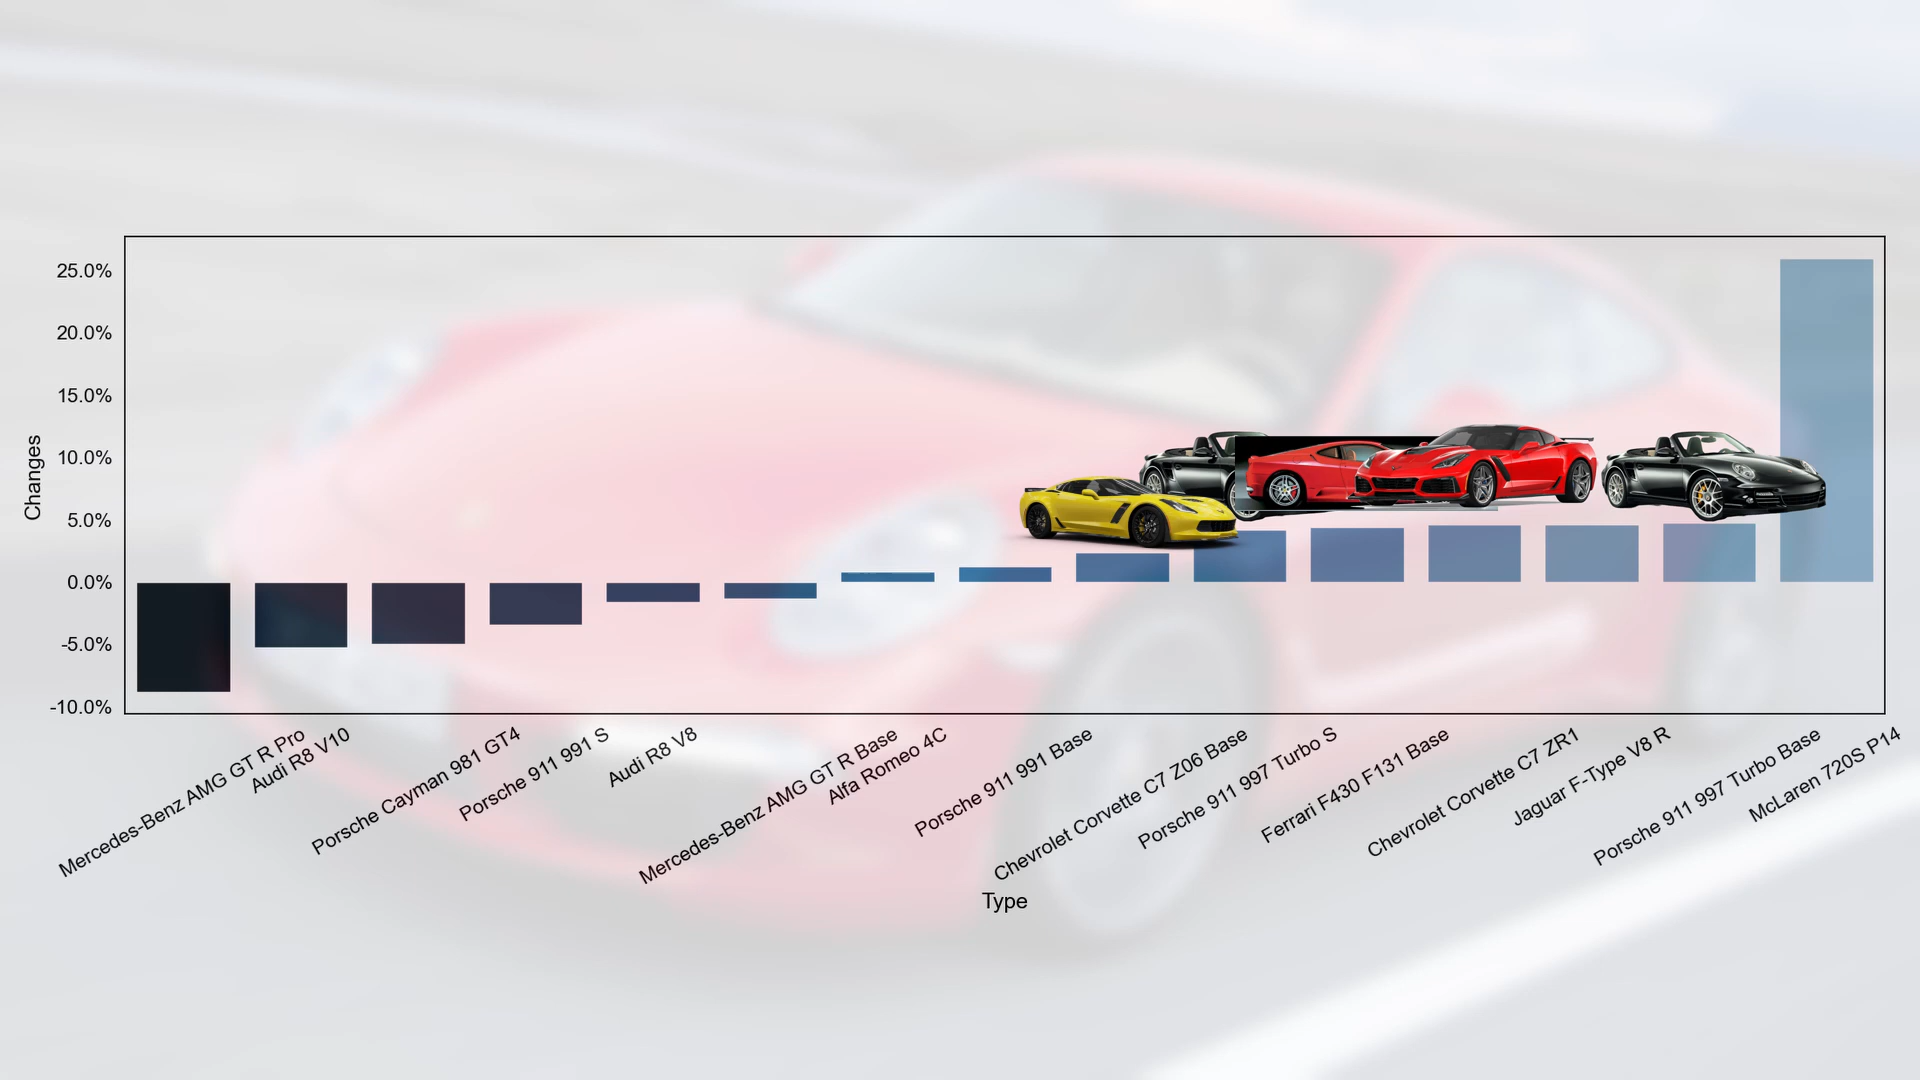 25.0%
20.0%
15.0%
10.0%
5.0%
0.0%
-5.0%
-10.0%
Changes
Mercedes-Benz AMG GT R Pro
Audi R8 V10
Porsche Cayman 981 GT4
Porsche 911 991 S
Audi R8 V8
Mercedes-Benz AMG GT R Base
Alfa Romeo 4C
Porsche 911 991 Base
Chevrolet Corvette C7 Z06 Base
Porsche 911 997 Turbo S
Ferrari F430 F131 Base
Chevrolet Corvette C7 ZR1
Jaguar F-Type V8 R
Porsche 911 997 Turbo Base
McLaren 720S P14
Type